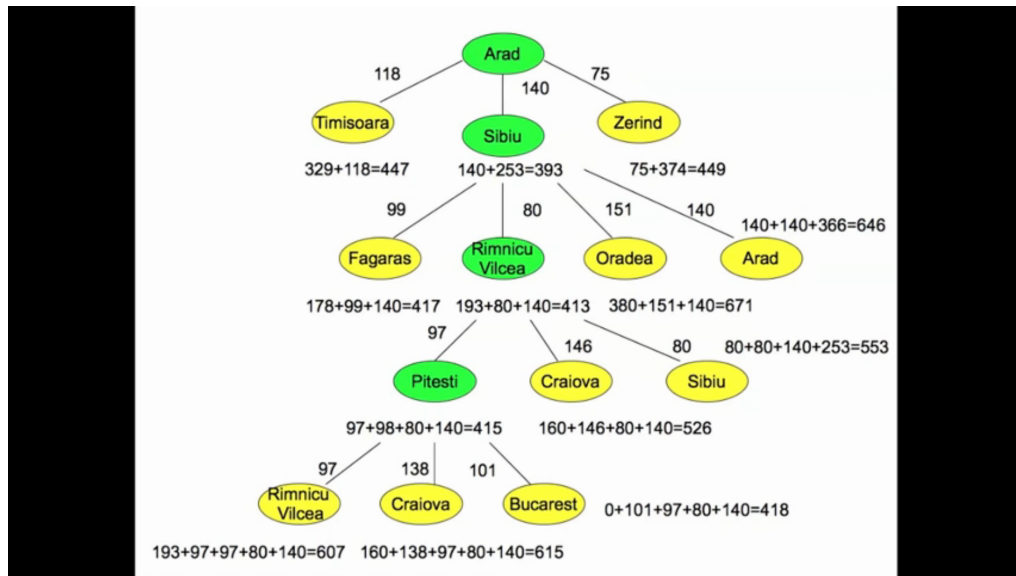 Arad
118
140
75
Timisoara
Sibiu
Zerind
329+118=447
140+253=393
75+374=449
99
80
151
140
140+140+366=646
Fagaras
Rimnicu
Vilcea
Oradea
Arad
178+99+140=417
193+80+140=413
380+151+140=671
97
146
80
80+80+140+253=553
Pitesti
Craiova
Sibiu
97+98+80+140=415
160+146+80+140=526
97
138
101
Rimnicu
Vilcea
Craiova
Bucarest
0+101+97+80+140=418
193+97+97+80+140=607
160+138+97+80+140=615